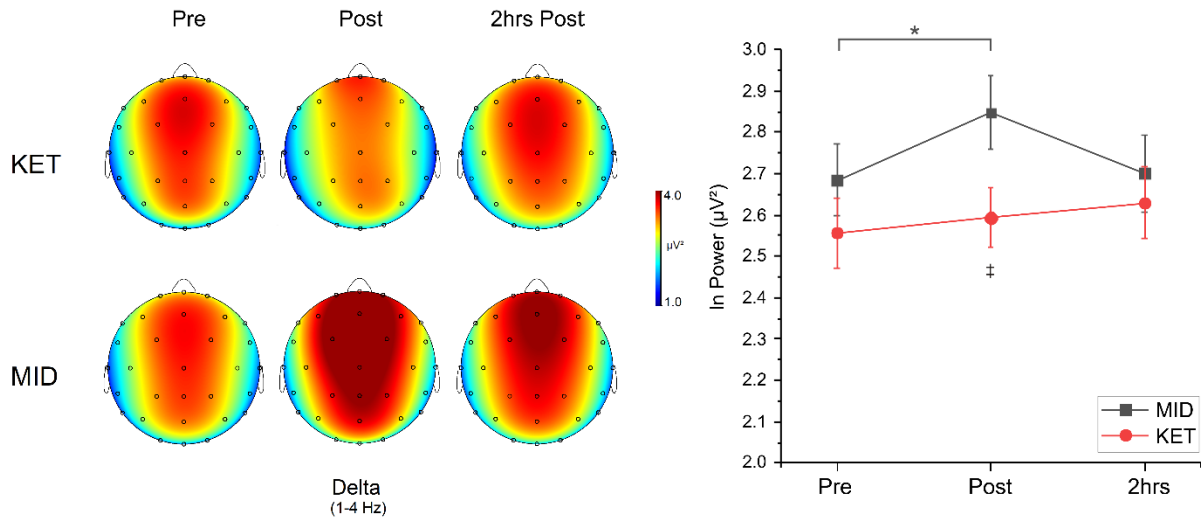 Pre Post 2hrs Post
KET
MID
4.0
µV²
1.0
Delta
(1-4 Hz)
*
3.0
2.9
2.8
2.7
2.6
2.5
2.4
2.3
2.2
2.1
2.0
ln Power (µV²)
‡
MID
KET
Pre Post 2hrs